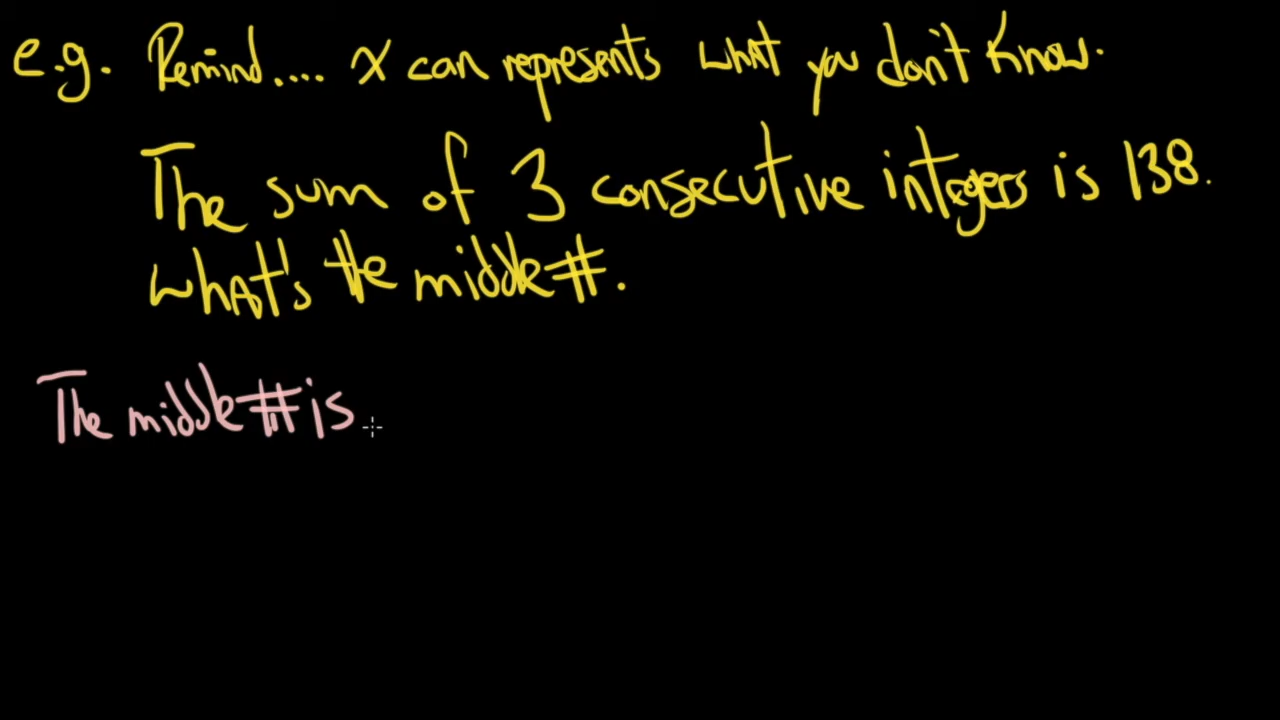 e.g. Remind.... x can represents what you don't know.
The sum of 3 consecutive integers is 138.
what's the middle #.
The middle # is